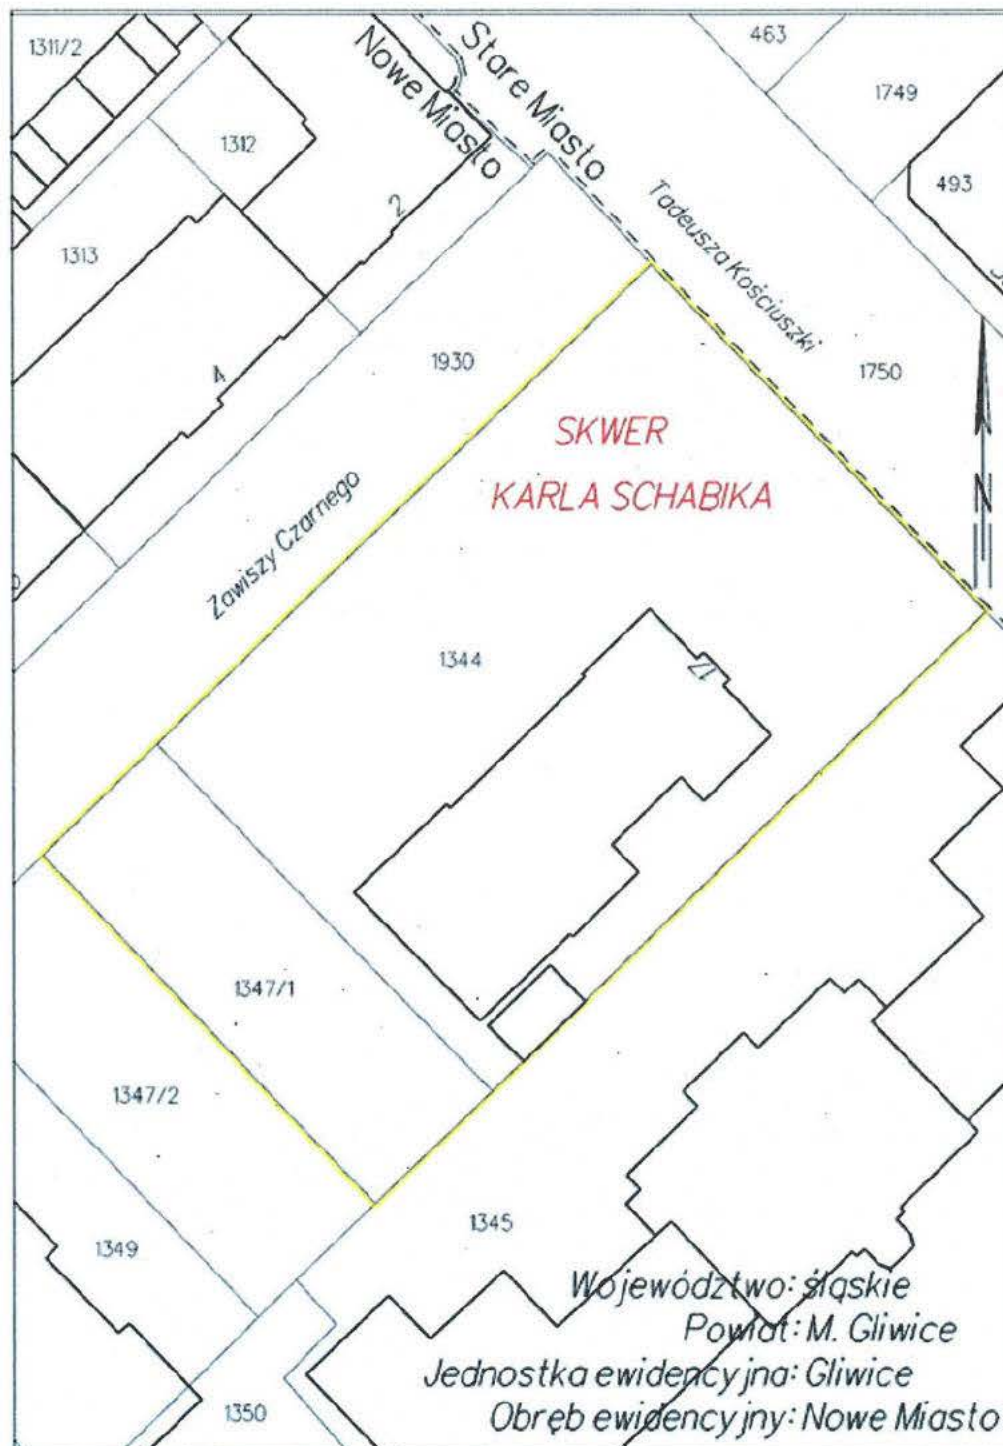 1311/2
463
Nowe Miasto
Stare Miasto
1749
1312
493
2
Tadeusza Kościuszki
1313
1930
1750
4
SKWER
KARLA SCHABIKA
N
Zawiszy Czarnego
1344
17
1347/1
1347/2
1345
1349
Województwo: śląskie
Powiat: M. Gliwice
Jednostka ewidencyjna: Gliwice
1350
Obręb ewidencyjny: Nowe Miasto